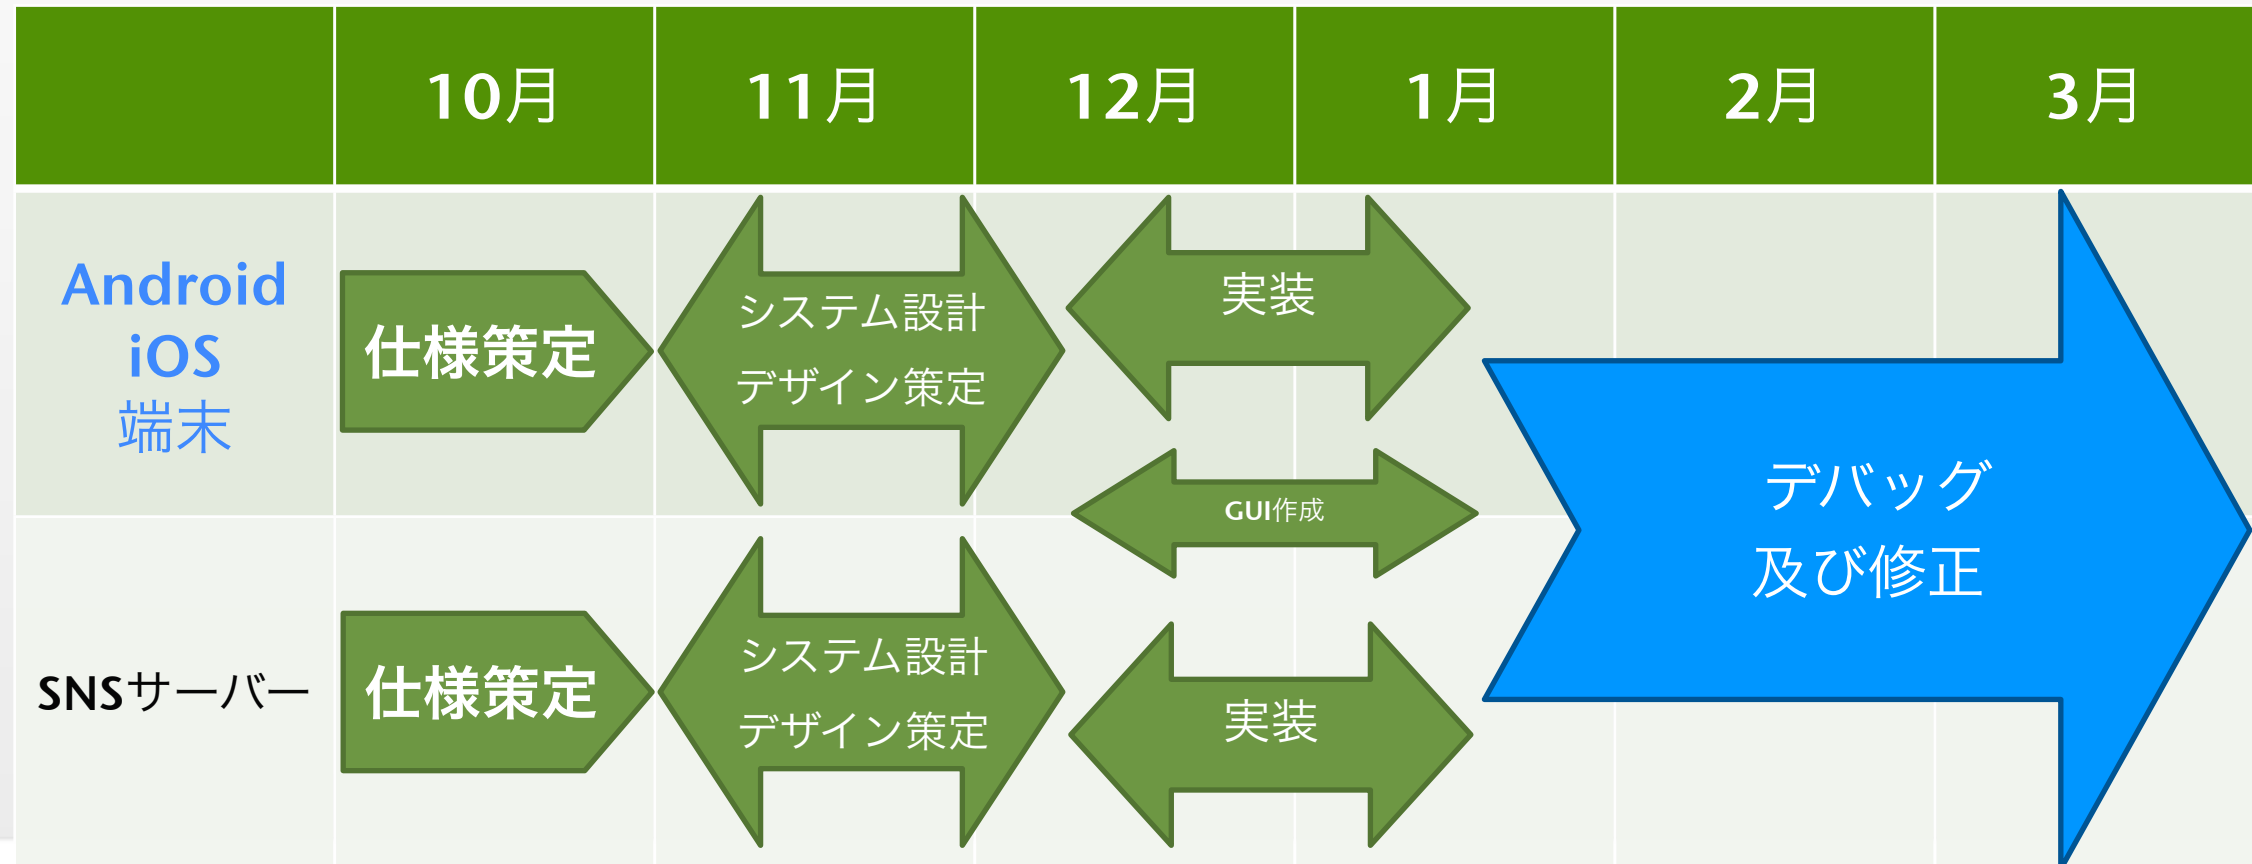 10月
11月
12月
1月
2月
3月
Android
iOS
端末
仕様策定
システム設計
デザイン策定
実装
GUI作成
デバッグ
及び修正
SNSサーバー
仕様策定
システム設計
デザイン策定
実装